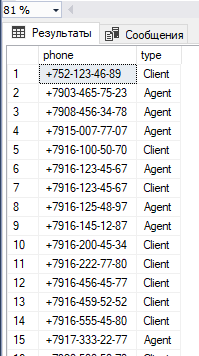 81 %
Результаты Сообщения
phone type
1 +752-123-46-89 Client
2 +7903-465-75-23 Agent
3 +7908-456-34-78 Agent
4 +7915-007-77-07 Agent
5 +7916-100-50-70 Client
6 +7916-123-45-67 Agent
7 +7916-123-45-67 Client
8 +7916-125-48-97 Agent
9 +7916-145-12-87 Agent
10 +7916-200-45-34 Client
11 +7916-222-77-80 Client
12 +7916-456-45-77 Client
13 +7916-459-52-52 Client
14 +7916-555-45-80 Client
15 +7917-333-22-77 Agent